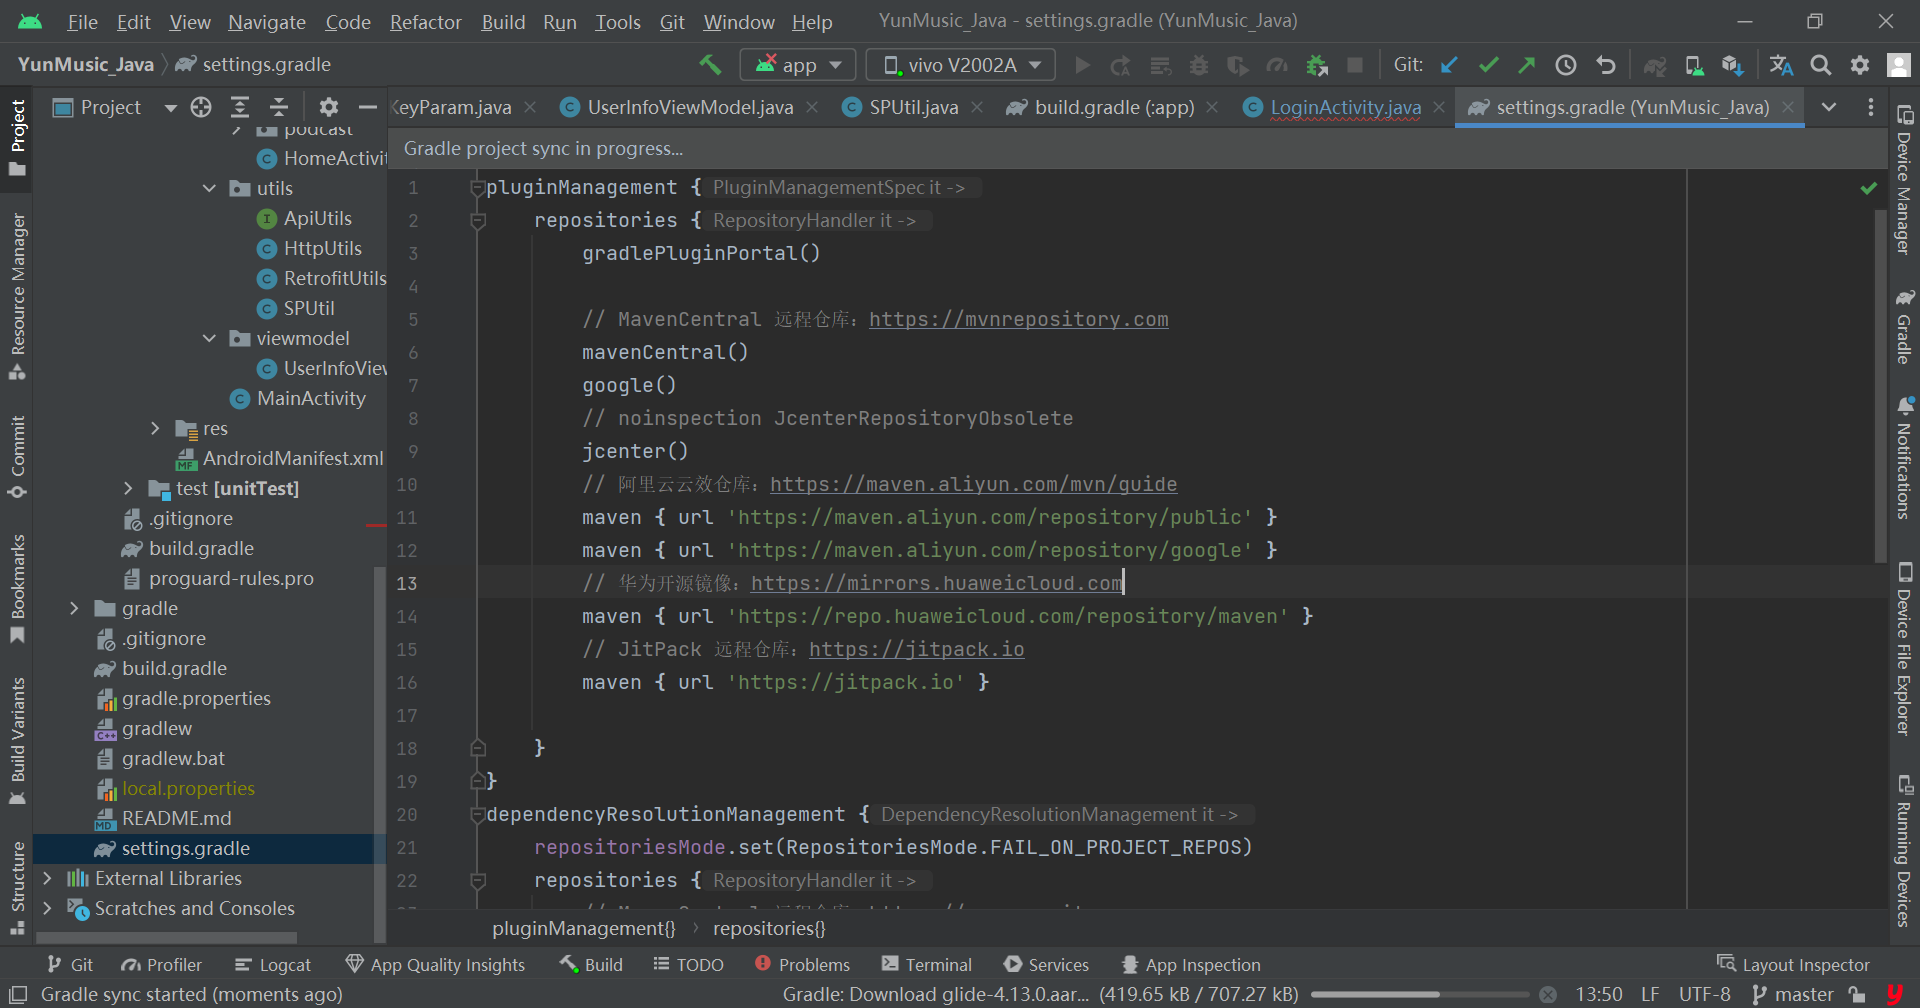 File Edit View Navigate Code Refactor Build Run Tools Git Window Help YunMusic_Java - settings.gradle (YunMusic_Java)
YunMusic_Java settings.gradle app vivo V2002A Git:
Project KeyParam.java UserInfoViewModel.java SPUtil.java build.gradle (:app) LoginActivity.java settings.gradle (YunMusic_Java)
Gradle project sync in progress...
Project
Resource Manager
Commit
Bookmarks
Build Variants
Structure
podcast
HomeActivit
utils
ApiUtils
HttpUtils
RetrofitUtils
SPUtil
viewmodel
UserInfoView
MainActivity
res
AndroidManifest.xml
test [unitTest]
.gitignore
build.gradle
proguard-rules.pro
gradle
.gitignore
build.gradle
gradle.properties
gradlew
gradlew.bat
local.properties
README.md
settings.gradle
External Libraries
Scratches and Consoles
1 pluginManagement { PluginManagementSpec it ->
2 repositories { RepositoryHandler it ->
3 gradlePluginPortal()
4
5 // MavenCentral 远程仓库：https://mvnrepository.com
6 mavenCentral()
7 google()
8 // noinspection JcenterRepositoryObsolete
9 jcenter()
10 // 阿里云云效仓库：https://maven.aliyun.com/mvn/guide
11 maven { url 'https://maven.aliyun.com/repository/public' }
12 maven { url 'https://maven.aliyun.com/repository/google' }
13 // 华为开源镜像：https://mirrors.huaweicloud.com
14 maven { url 'https://repo.huaweicloud.com/repository/maven' }
15 // JitPack 远程仓库：https://jitpack.io
16 maven { url 'https://jitpack.io' }
17
18 }
19 }
20 dependencyResolutionManagement { DependencyResolutionManagement it ->
21 repositoriesMode.set(RepositoriesMode.FAIL_ON_PROJECT_REPOS)
22 repositories { RepositoryHandler it ->
pluginManagement{} repositories{}
Device Manager
Gradle
Notifications
Device File Explorer
Running Devices
Git Profiler Logcat App Quality Insights Build TODO Problems Terminal Services App Inspection Layout Inspector
Gradle sync started (moments ago) Gradle: Download glide-4.13.0.aar... (419.65 kB / 707.27 kB) 13:50 LF UTF-8 master